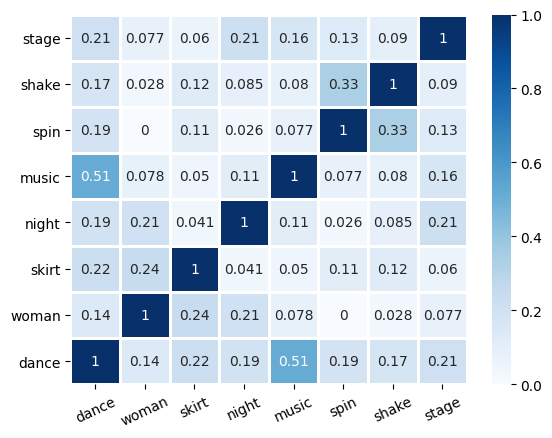 stage 0.21 0.077 0.06 0.21 0.16 0.13 0.09 1
shake 0.17 0.028 0.12 0.085 0.08 0.33 1 0.09
spin 0.19 0 0.11 0.026 0.077 1 0.33 0.13
music 0.51 0.078 0.05 0.11 1 0.077 0.08 0.16
night 0.19 0.21 0.041 1 0.11 0.026 0.085 0.21
skirt 0.22 0.24 1 0.041 0.05 0.11 0.12 0.06
woman 0.14 1 0.24 0.21 0.078 0 0.028 0.077
dance 1 0.14 0.22 0.19 0.51 0.19 0.17 0.21
dance woman skirt night music spin shake stage
1.0
0.8
0.6
0.4
0.2
0.0